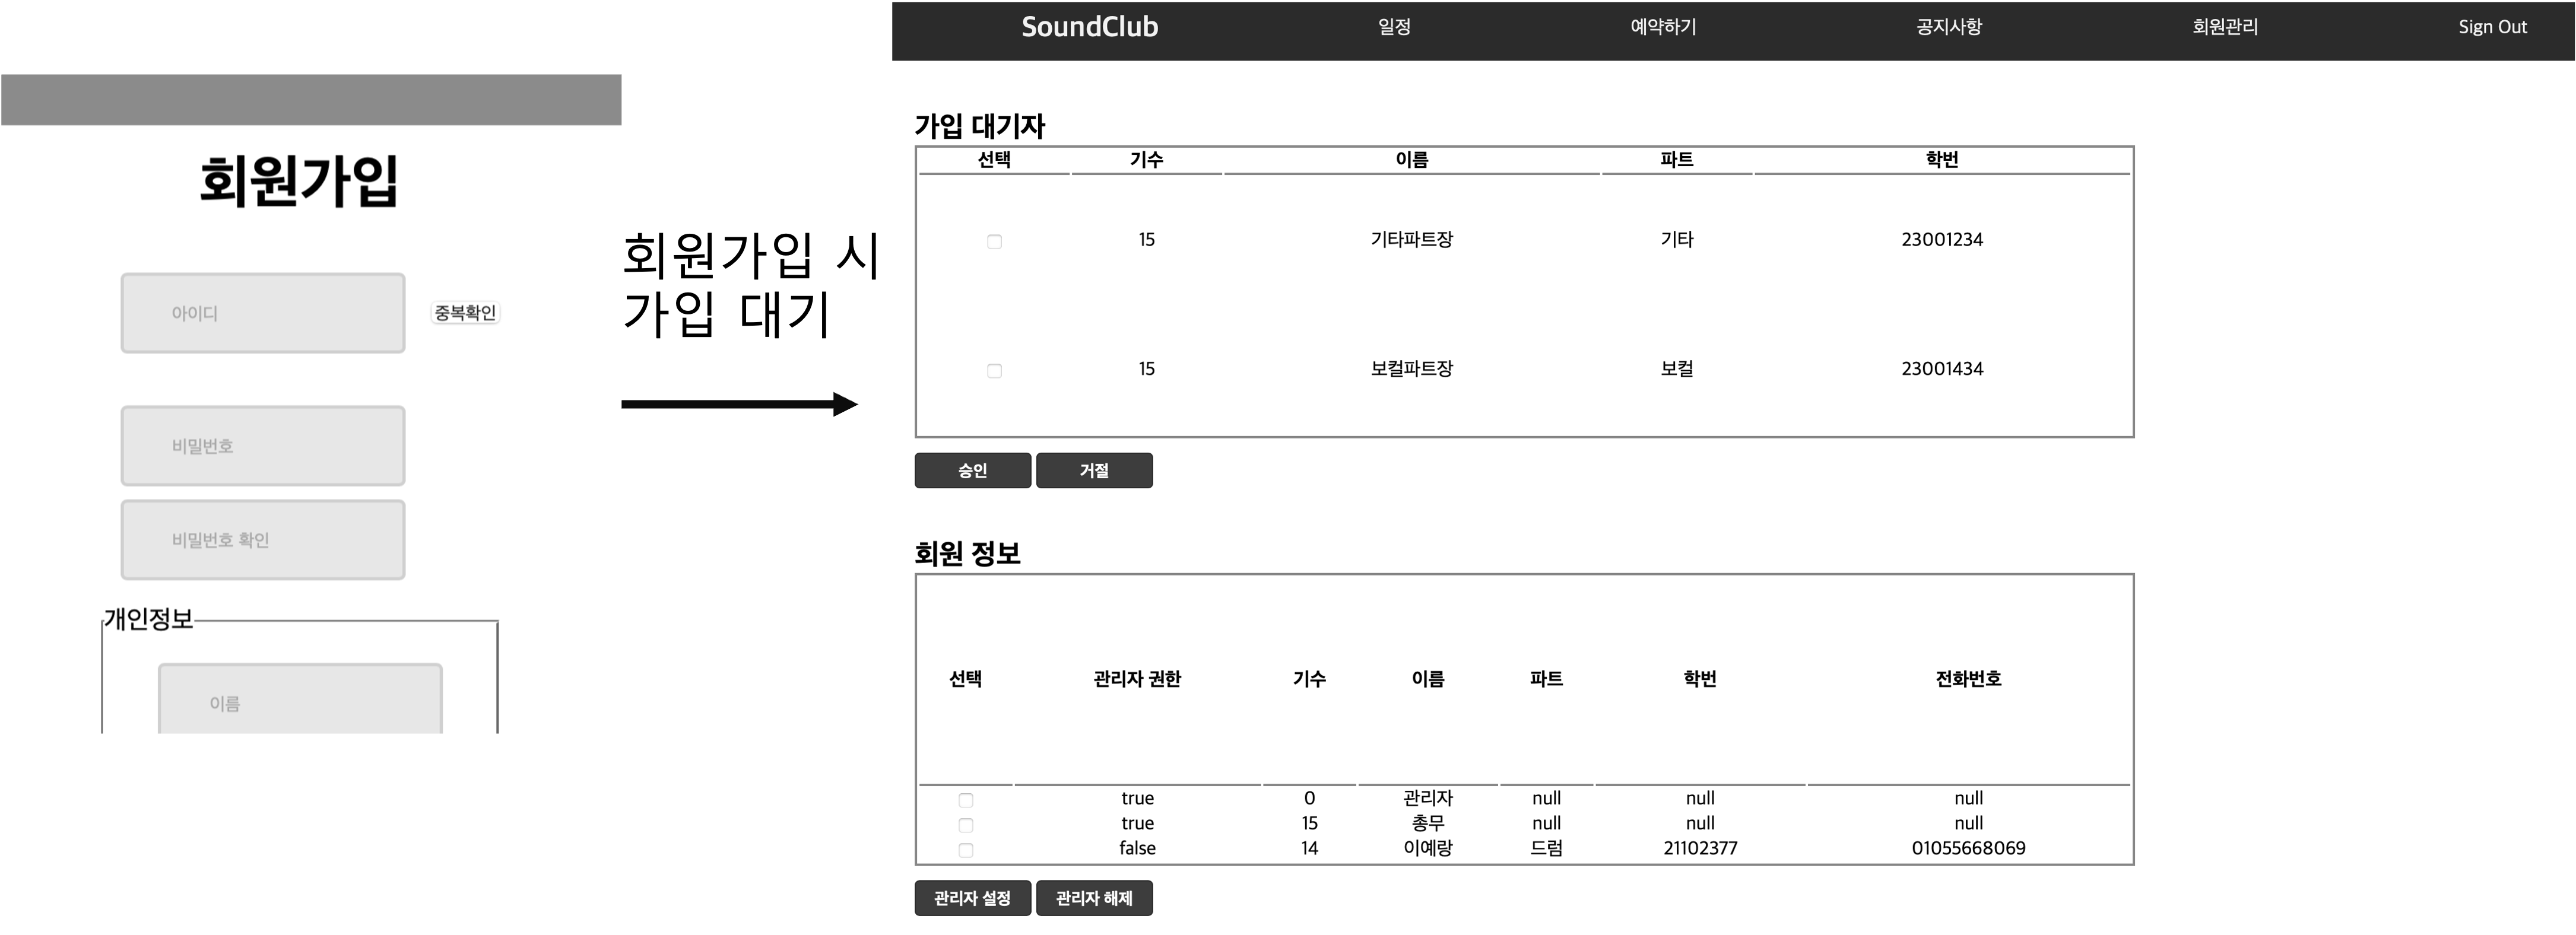 회원가입
아이디
중복확인
비밀번호
비밀번호 확인
개인정보
이름
회원가입 시
가입 대기
SoundClub 일정 예약하기 공지사항 회원관리 Sign Out
가입 대기자
선택 기수 이름 파트 학번
15 기타파트장 기타 23001234
15 보컬파트장 보컬 23001434
승인 거절
회원 정보
선택 관리자 권한 기수 이름 파트 학번 전화번호
true 0 관리자 null null null
true 15 총무 null null null
false 14 이예랑 드럼 21102377 01055668069
관리자 설정 관리자 해제